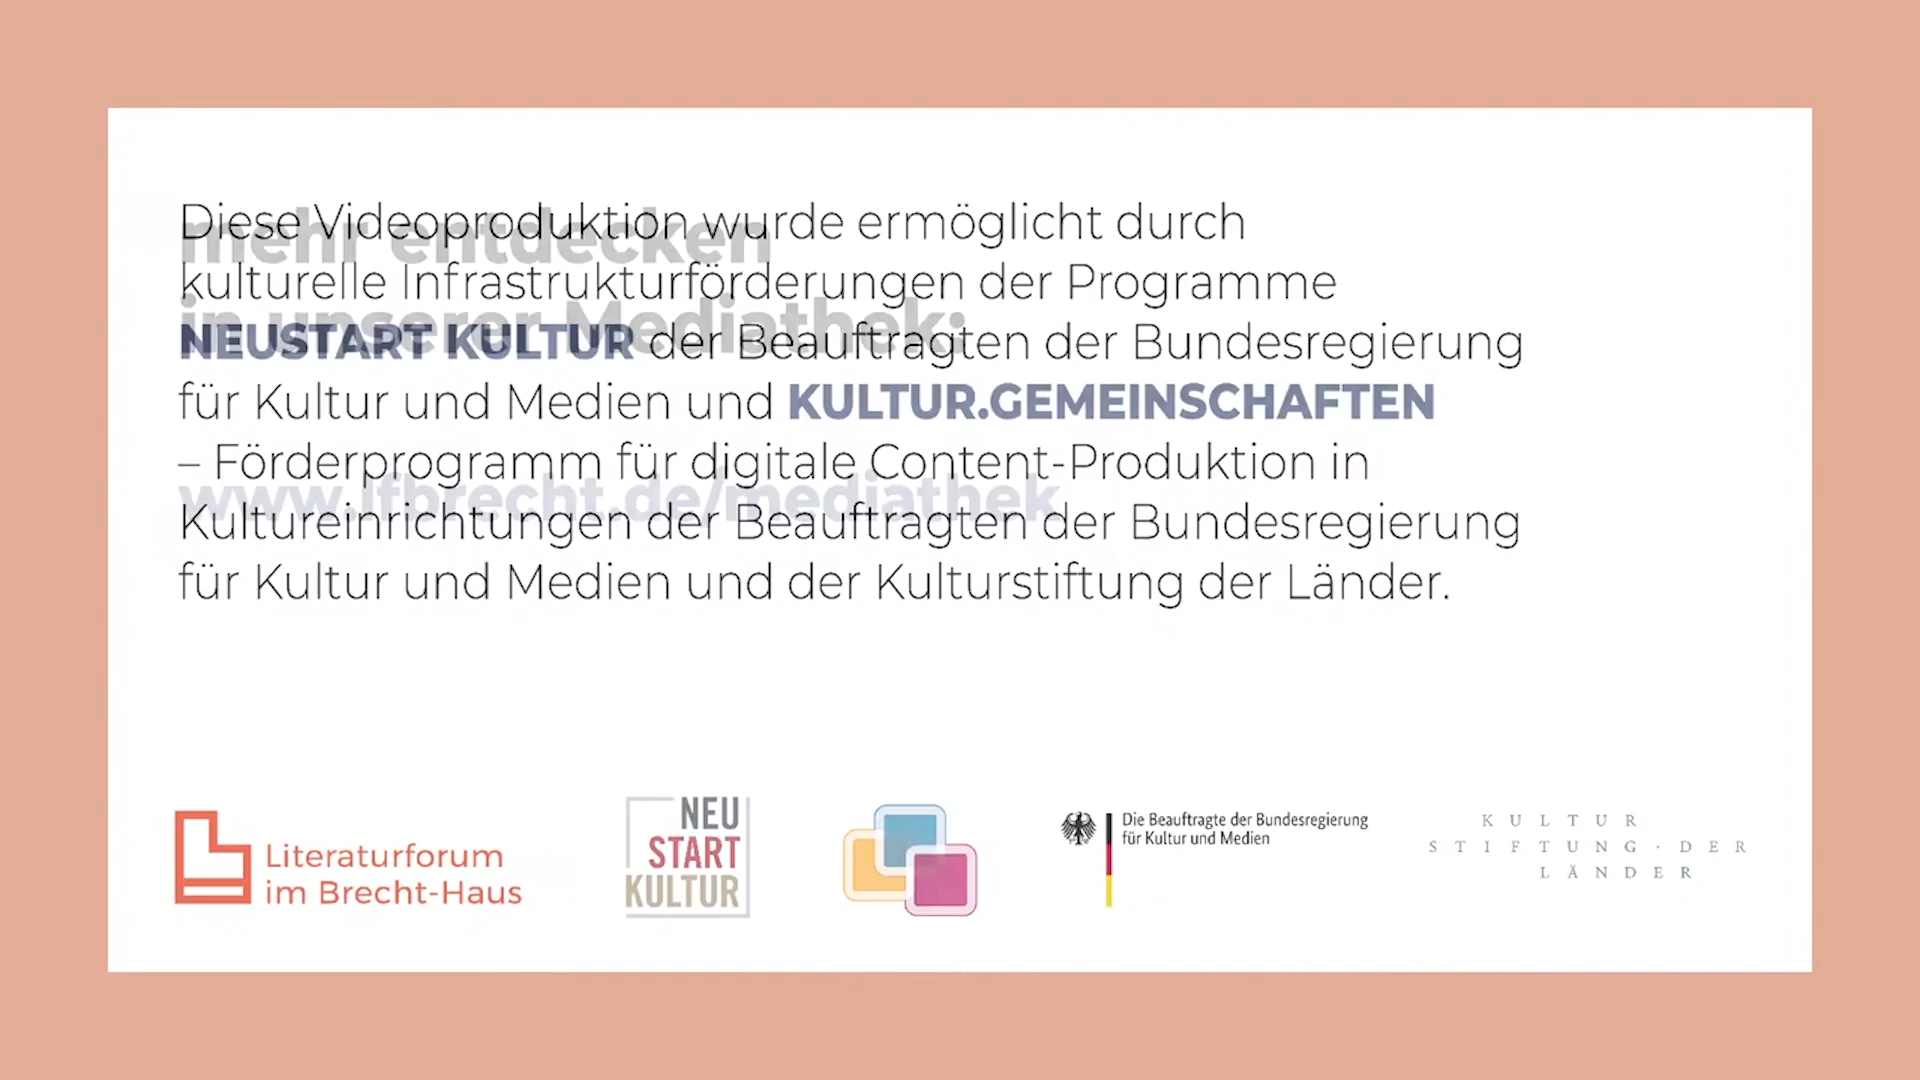 Diese Videoproduktion wurde ermöglicht durch
kulturelle Infrastrukturförderungen der Programme
NEUSTART KULTUR der Beauftragten der Bundesregierung
für Kultur und Medien und KULTUR.GEMEINSCHAFTEN
– Förderprogramm für digitale Content-Produktion in
Kultureinrichtungen der Beauftragten der Bundesregierung
für Kultur und Medien und der Kulturstiftung der Länder.
mehr entdecken
in unserer Mediathek:
www.lfbrecht.de/mediathek
Literaturforum
im Brecht-Haus
NEU
START
KULTUR
Die Beauftragte der Bundesregierung
für Kultur und Medien
KULTUR
STIFTUNG · DER
LÄNDER